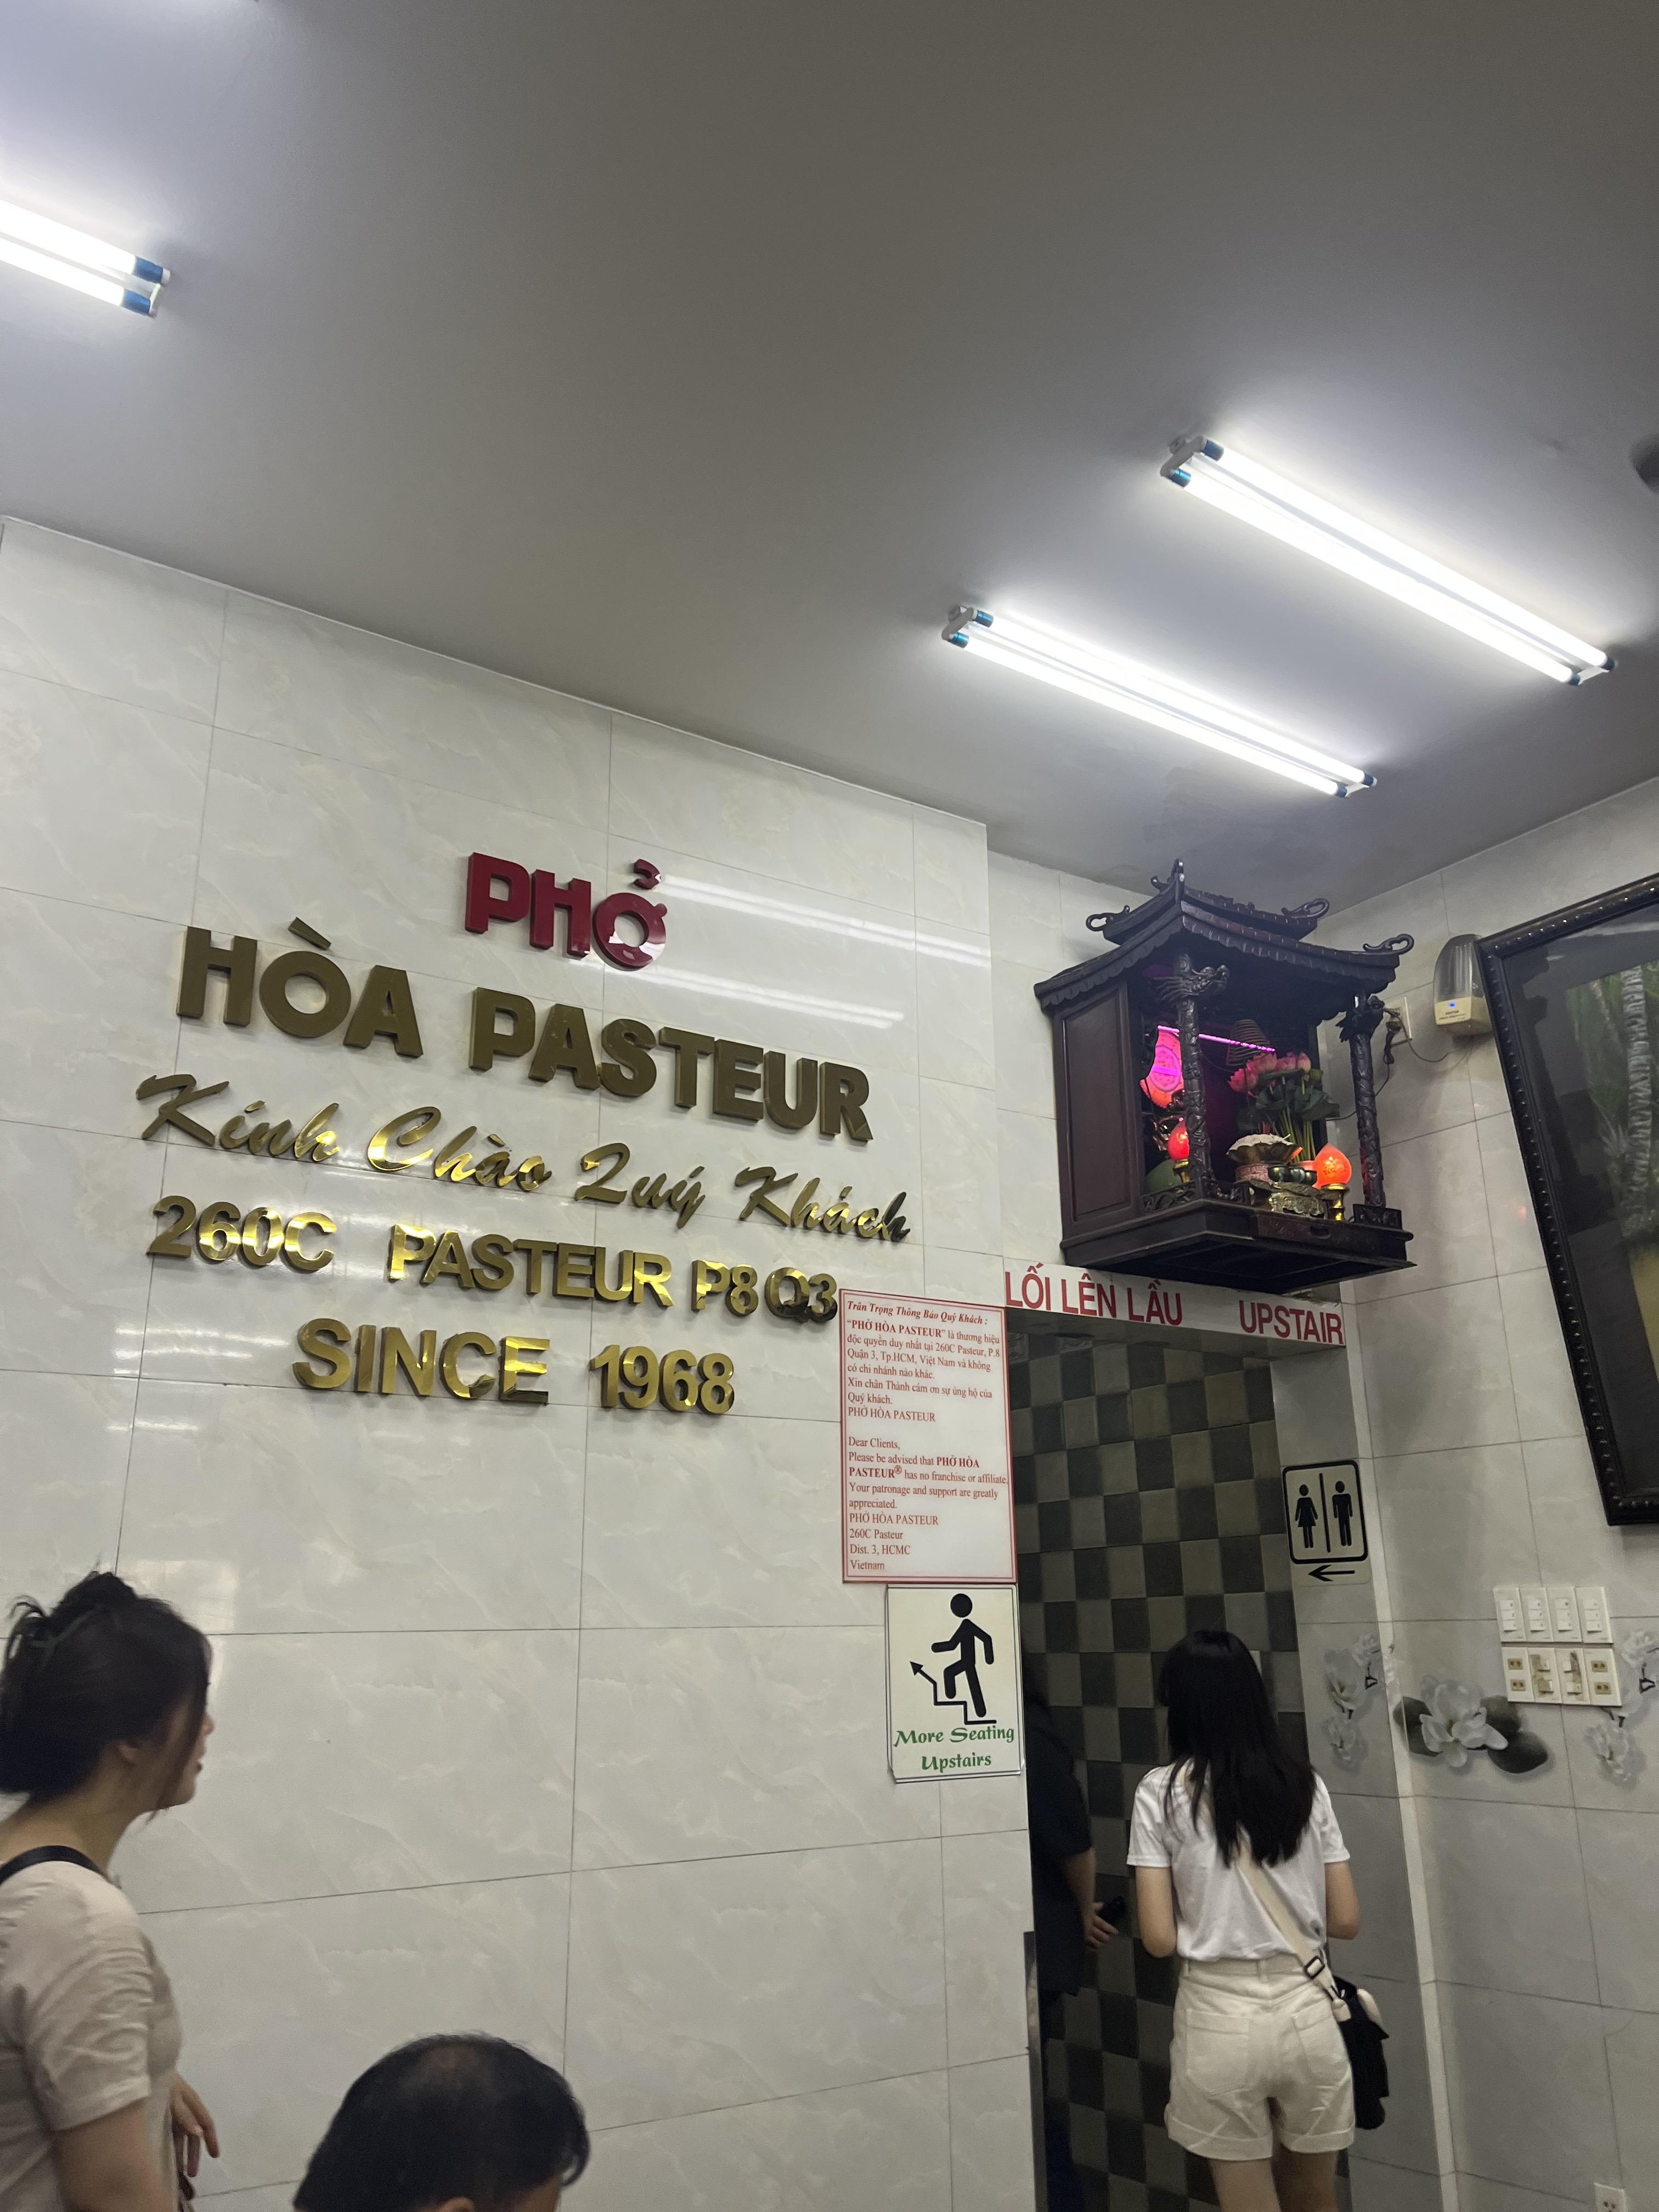 PHỞ
HÒA PASTEUR
Kính Chào Quý Khách
260C PASTEUR P8 Q3
SINCE 1968
LỐI LÊN LẦU UPSTAIR
Trân Trọng Thông Báo Quý Khách :
"PHỞ HÒA PASTEUR" là thương hiệu
độc quyền duy nhất tại 260C Pasteur, P.8
Quận 3, Tp.HCM, Việt Nam và không
có chi nhánh nào khác.
Xin chân Thành cám ơn sự ủng hộ của
Quý khách.
PHỞ HÒA PASTEUR
Dear Clients,
Please be advised that PHỞ HÒA
PASTEUR® has no franchise or affiliate.
Your patronage and support are greatly
appreciated.
PHỞ HÒA PASTEUR
260C Pasteur
Dist. 3, HCMC
Vietnam
More Seating
Upstairs